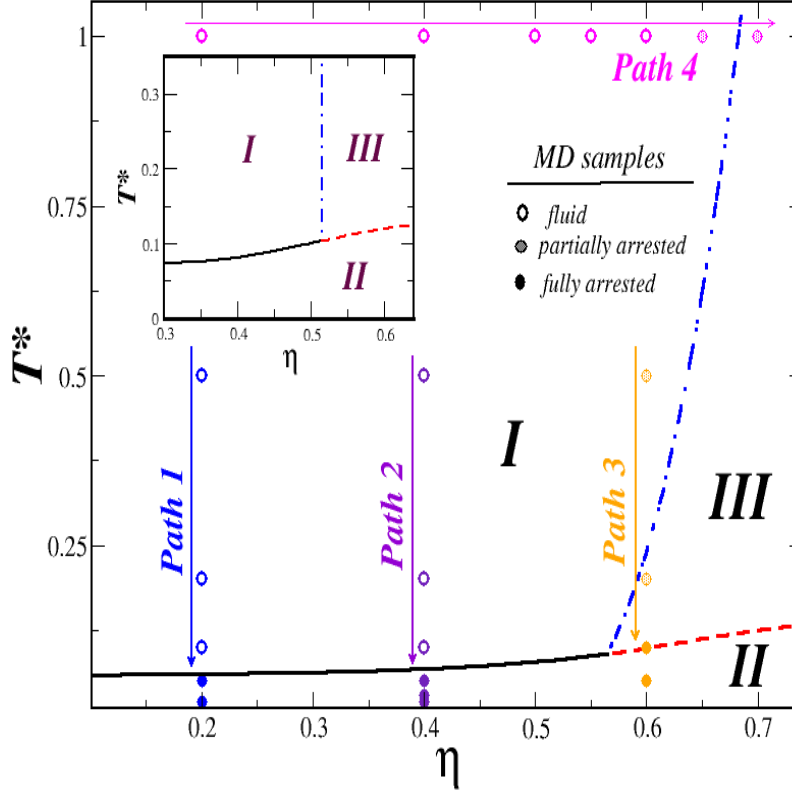 1
Path 4
0.3
0.2
0.1
0
T*
I
III
II
0.3
0.4
0.5
0.6
η
MD samples
fluid
partially arrested
fully arrested
0.75
0.5
0.25
T*
Path 1
Path 2
Path 3
I
III
II
0.2
0.3
0.4
0.5
0.6
0.7
η